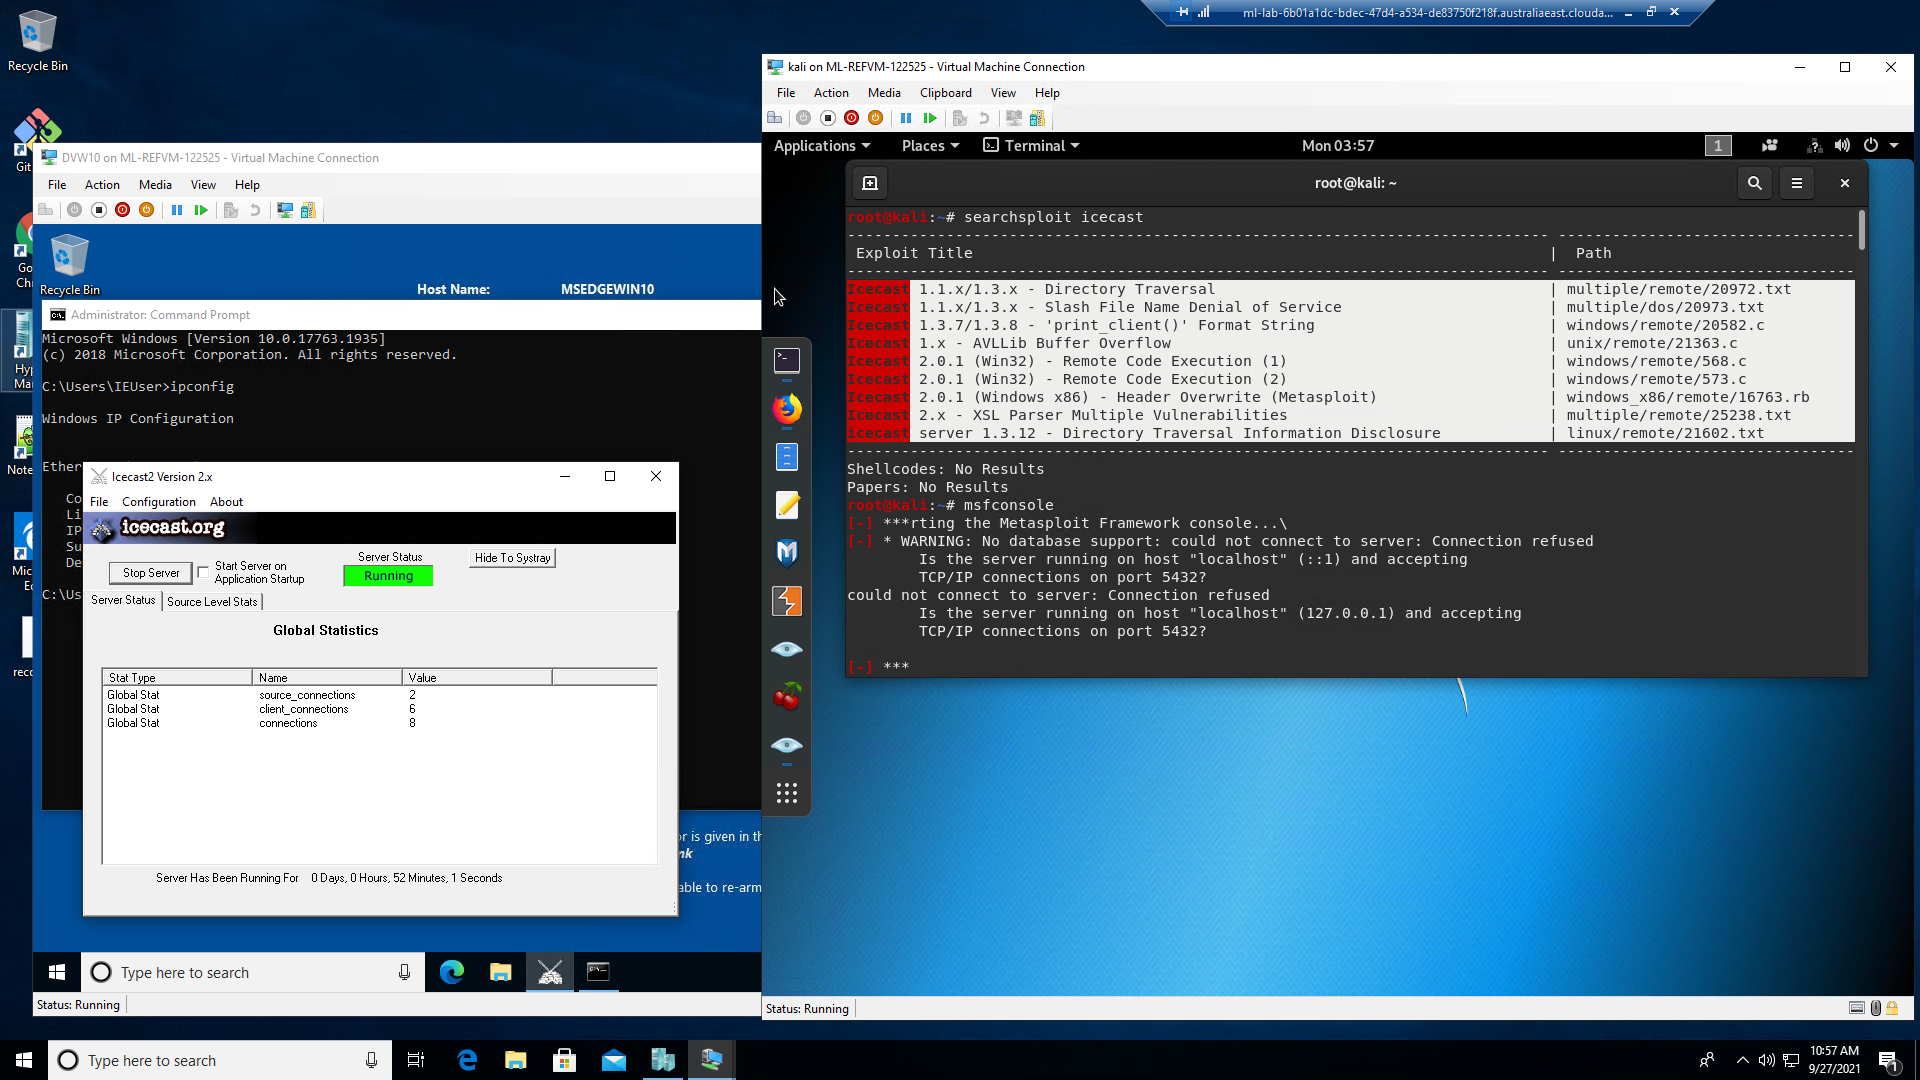 Recycle Bin
ml-lab-6b01a1dc-bdec-47d4-a534-de83750f218f.australiaeast.clouda...
DVW10 on ML-REFVM-122525 - Virtual Machine Connection
File Action Media View Help
Recycle Bin
Host Name: MSEDGEWIN10
Administrator: Command Prompt
Microsoft Windows [Version 10.0.17763.1935]
(c) 2018 Microsoft Corporation. All rights reserved.
C:\Users\IEUser>ipconfig
Windows IP Configuration
Ether
Co
Li
IP
Su
De
C:\Us
Icecast2 Version 2.x
File Configuration About
icecast.org
Stop Server
Start Server on
Application Startup
Server Status
Running
Hide To Systray
Server Status Source Level Stats
Global Statistics
Stat Type Name Value
Global Stat source_connections 2
Global Stat client_connections 6
Global Stat connections 8
Server Has Been Running For 0 Days, 0 Hours, 52 Minutes, 1 Seconds
or is given in th
nk
able to re-arm
Type here to search
Status: Running
Git
Go
Ch
Hyp
Ma
Note
Mic
Ec
reco
kali on ML-REFVM-122525 - Virtual Machine Connection
File Action Media View Help
Applications Places Terminal Mon 03:57 1
root@kali: ~
root@kali:~# searchsploit icecast
---------------------------------------------------------------------------- ---------------------------------
Exploit Title | Path
---------------------------------------------------------------------------- ---------------------------------
Icecast 1.1.x/1.3.x - Directory Traversal | multiple/remote/20972.txt
Icecast 1.1.x/1.3.x - Slash File Name Denial of Service | multiple/dos/20973.txt
Icecast 1.3.7/1.3.8 - 'print_client()' Format String | windows/remote/20582.c
Icecast 1.x - AVLLib Buffer Overflow | unix/remote/21363.c
Icecast 2.0.1 (Win32) - Remote Code Execution (1) | windows/remote/568.c
Icecast 2.0.1 (Win32) - Remote Code Execution (2) | windows/remote/573.c
Icecast 2.0.1 (Windows x86) - Header Overwrite (Metasploit) | windows_x86/remote/16763.rb
Icecast 2.x - XSL Parser Multiple Vulnerabilities | multiple/remote/25238.txt
icecast server 1.3.12 - Directory Traversal Information Disclosure | linux/remote/21602.txt
---------------------------------------------------------------------------- ---------------------------------
Shellcodes: No Results
Papers: No Results
root@kali:~# msfconsole
[-] ***rting the Metasploit Framework console...\
[-] * WARNING: No database support: could not connect to server: Connection refused
Is the server running on host "localhost" (::1) and accepting
TCP/IP connections on port 5432?
could not connect to server: Connection refused
Is the server running on host "localhost" (127.0.0.1) and accepting
TCP/IP connections on port 5432?
[-] ***
Status: Running
Type here to search
10:57 AM
9/27/2021
1